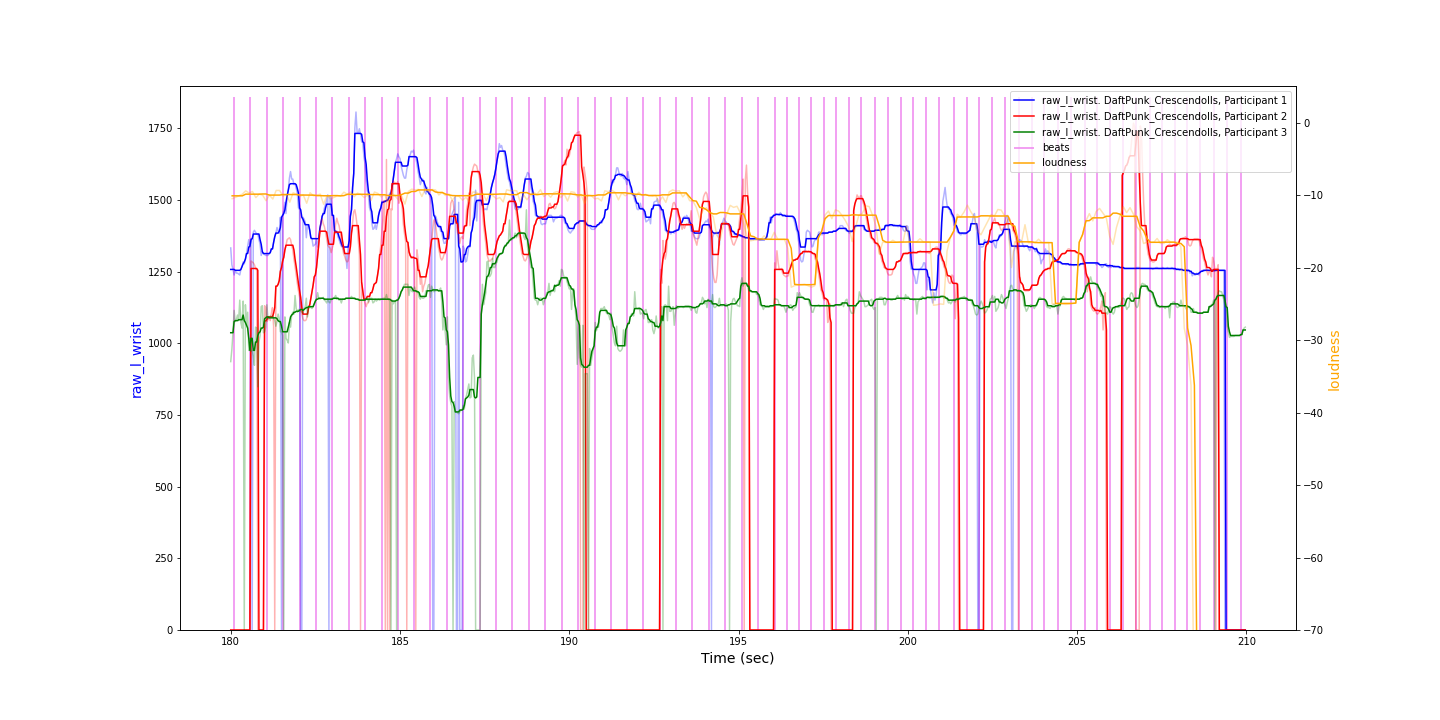 raw_l_wrist. DaftPunk_Crescendolls, Participant 1
raw_l_wrist. DaftPunk_Crescendolls, Participant 2
raw_l_wrist. DaftPunk_Crescendolls, Participant 3
beats
loudness
1750
1500
1250
1000
750
500
250
0
raw_l_wrist
0
−10
−20
−30
−40
−50
−60
−70
loudness
180 185 190 195 200 205 210
Time (sec)